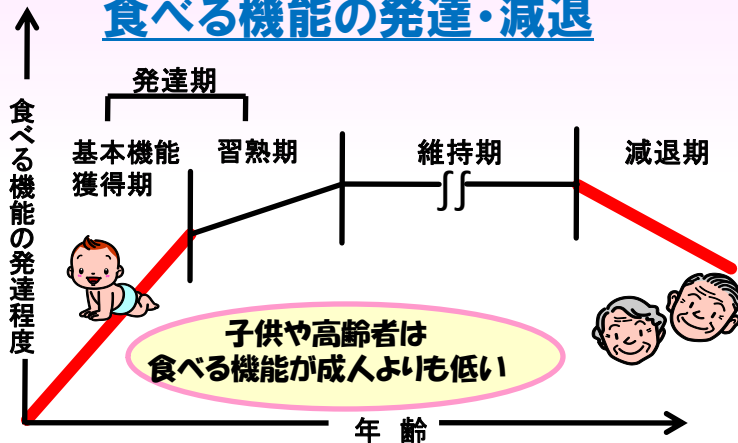 食べる機能の発達・減退
発達期
基本機能
獲得期
習熟期
維持期
減退期
食べる機能の発達程度
子供や高齢者は
食べる機能が成人よりも低い
年 齢